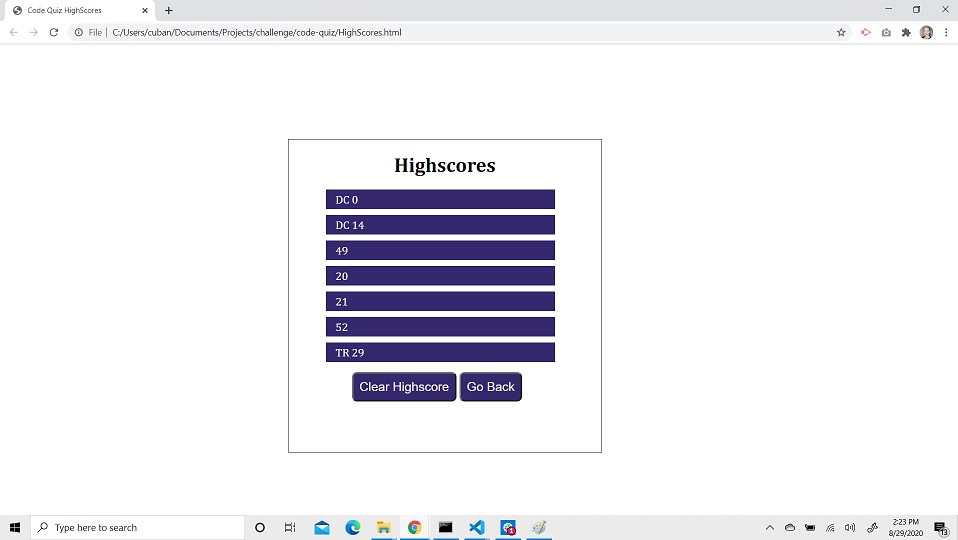 Code Quiz HighScores
File | C:/Users/cuban/Documents/Projects/challenge/code-quiz/HighScores.html
Highscores
DC 0
DC 14
49
20
21
52
TR 29
Clear Highscore Go Back
Type here to search
1
2:23 PM
8/29/2020
13